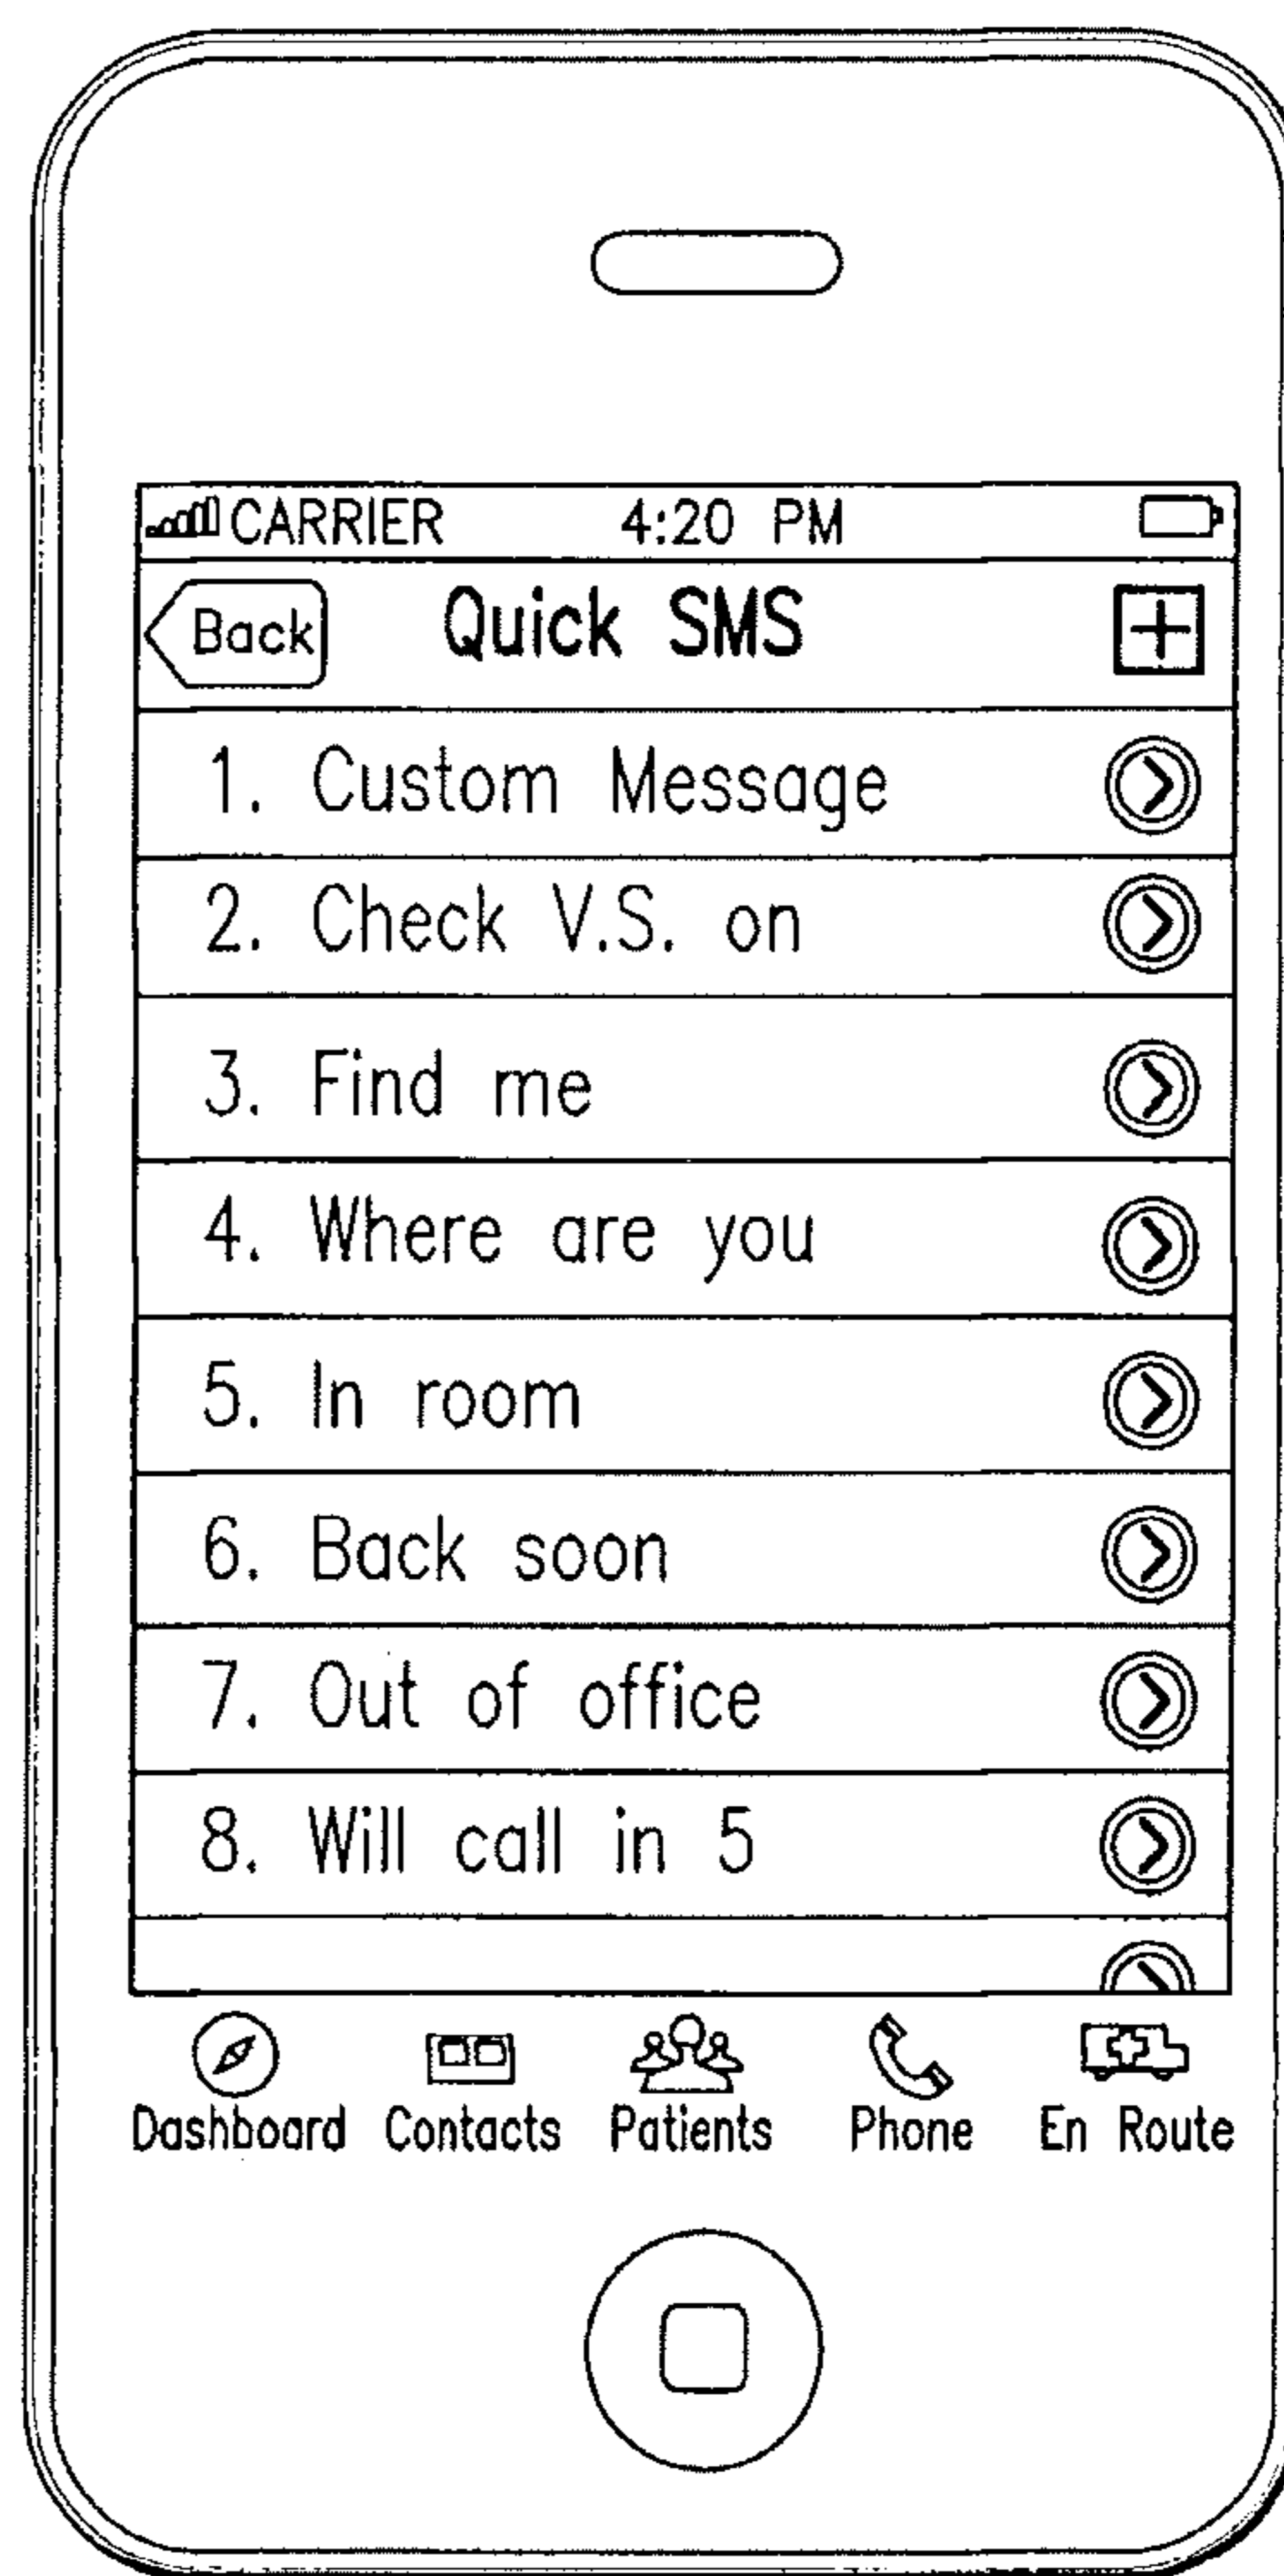 CARRIER 4:20 PM
Back Quick SMS
1. Custom Message
2. Check V.S. on
3. Find me
4. Where are you
5. In room
6. Back soon
7. Out of office
8. Will call in 5
Dashboard Contacts Patients Phone En Route